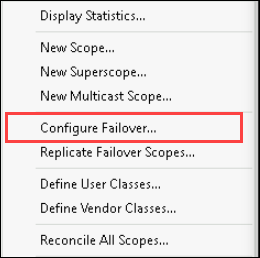 Display Statistics...
New Scope...
New Superscope...
New Multicast Scope...
Configure Failover...
Replicate Failover Scopes...
Define User Classes...
Define Vendor Classes...
Reconcile All Scopes...